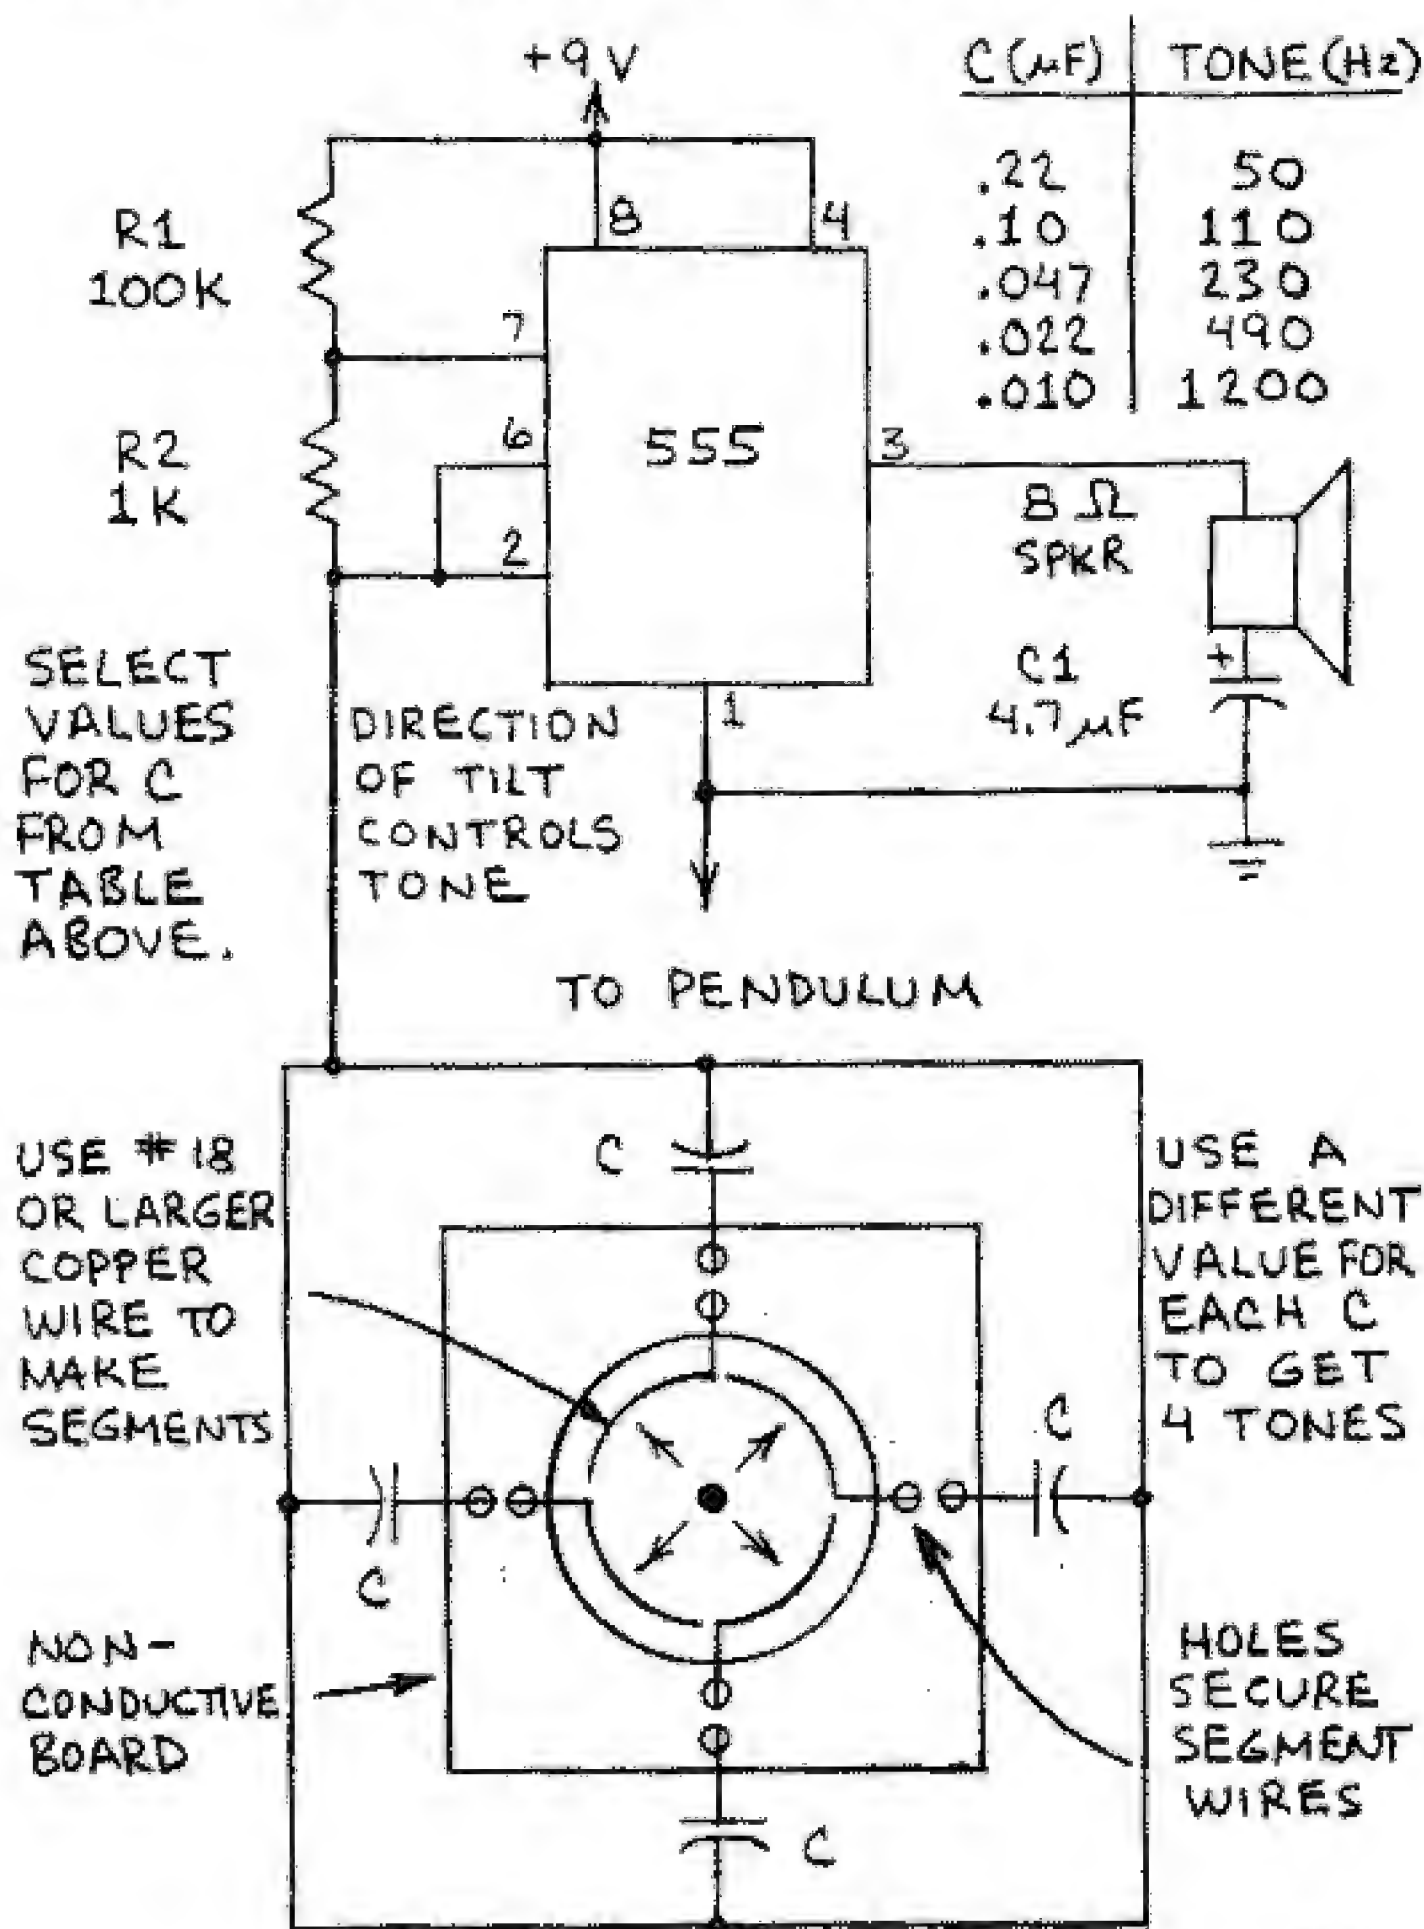 +9V
C(µF) TONE(Hz)
.22 50
.10 110
.047 230
.022 490
.010 1200
R1
100K
8
4
7
R2
1K
6
555
3
2
8 Ω
SPKR
1
C1
4.7µF
+
SELECT
VALUES
FOR C
FROM
TABLE
ABOVE.
DIRECTION
OF TILT
CONTROLS
TONE
TO PENDULUM
USE #18
OR LARGER
COPPER
WIRE TO
MAKE
SEGMENTS
C
USE A
DIFFERENT
VALUE FOR
EACH C
TO GET
4 TONES
C
C
NON-
CONDUCTIVE
BOARD
HOLES
SECURE
SEGMENT
WIRES
C